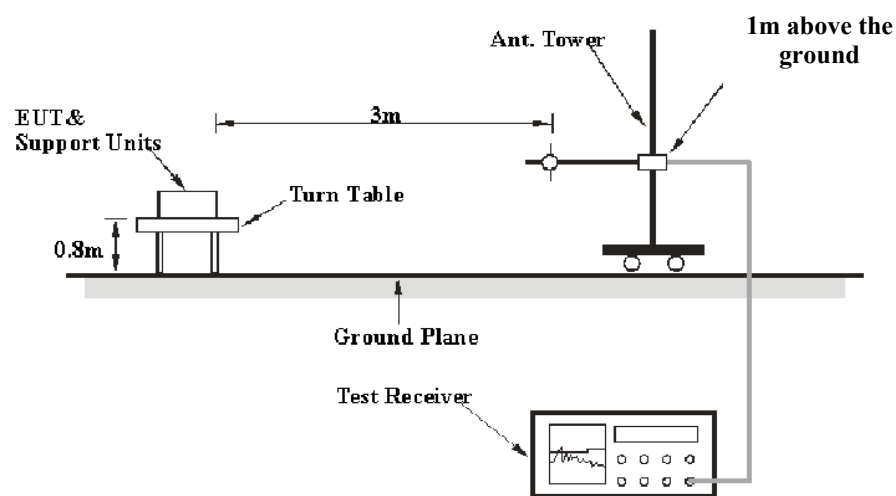 1m above the
ground
Ant. Tower
3m
EUT&
Support Units
Turn Table
0.8m
Ground Plane
Test Receiver